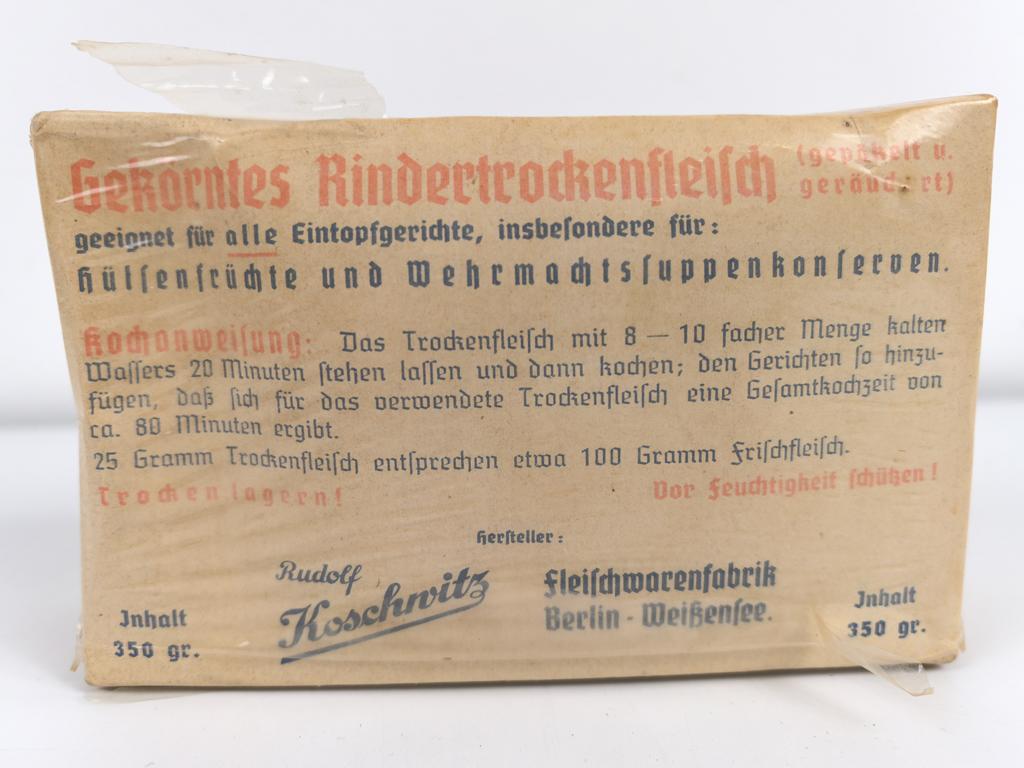 Gekörntes Rindertrockenfleisch (gepökelt u.
geräuchert)
geeignet für alle Eintopfgerichte, insbesondere für:
Hülsenfrüchte und Wehrmachtssuppenkonserven.
Kochanweisung: Das Trockenfleisch mit 8 — 10 facher Menge kalten
Wassers 20 Minuten stehen lassen und dann kochen; den Gerichten so hinzu-
fügen, daß sich für das verwendete Trockenfleisch eine Gesamtkochzeit von
ca. 80 Minuten ergibt.
25 Gramm Trockenfleisch entsprechen etwa 100 Gramm Frischfleisch.
Trocken lagern! Vor Feuchtigkeit schützen!
Hersteller:
Rudolf
Koschwitz
Fleischwarenfabrik
Berlin - Weißensee.
Inhalt
350 gr.
Inhalt
350 gr.